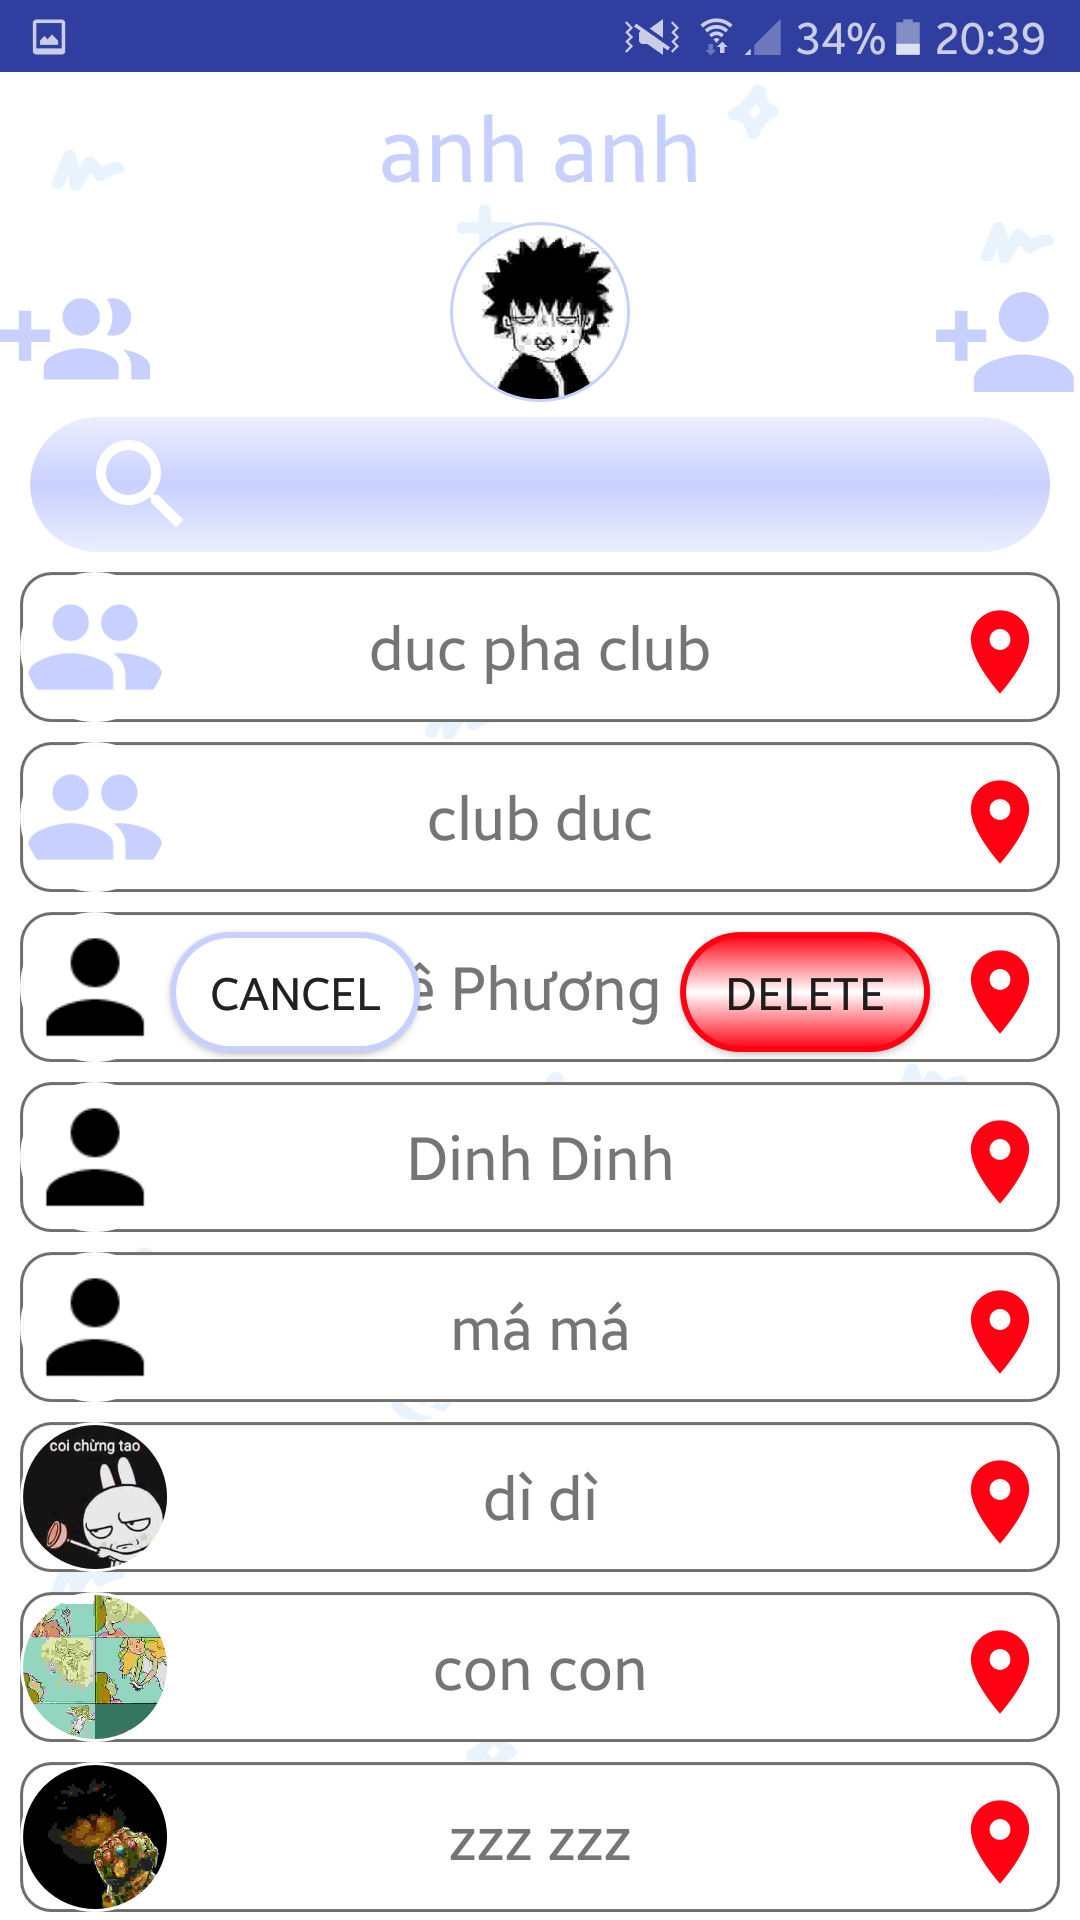 34% 20:39
anh anh
duc pha club
club duc
CANCEL ê Phương DELETE
Dinh Dinh
má má
coi chừng tao
dì dì
con con
zzz zzz